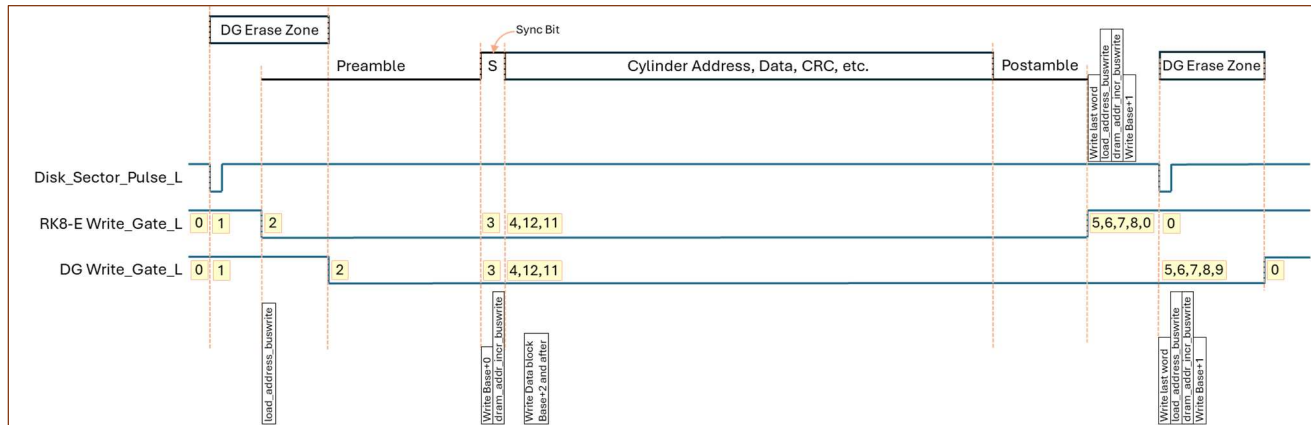 DG Erase Zone
Sync Bit
Preamble
S
Cylinder Address, Data, CRC, etc.
Postamble
Write last word
load_address_buswrite
dram_addr_incr_buswrite
Write Base+1
DG Erase Zone
Disk_Sector_Pulse_L
RK8-E Write_Gate_L
0
1
2
3
4,12,11
5,6,7,8,0
0
DG Write_Gate_L
0
1
2
3
4,12,11
5,6,7,8,9
0
load_address_buswrite
Write Base+0
dram_addr_incr_buswrite
Write Data block
Base+2 and after
Write last word
load_address_buswrite
dram_addr_incr_buswrite
Write Base+1